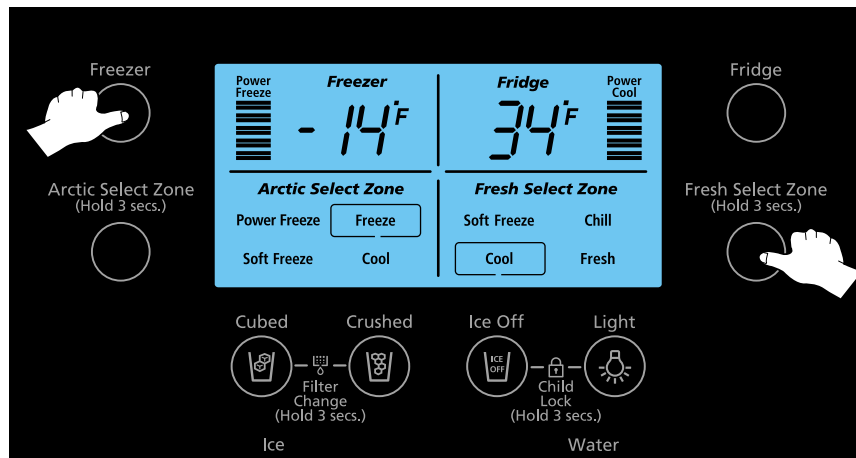 Freezer
Fridge
Power
Freeze
Freezer
Fridge
Power
Cool
-14°F
34°F
Arctic Select Zone
(Hold 3 secs.)
Arctic Select Zone
Fresh Select Zone
Fresh Select Zone
(Hold 3 secs.)
Power Freeze
Freeze
Soft Freeze
Chill
Soft Freeze
Cool
Cool
Fresh
Cubed
Crushed
Ice Off
Light
ICE
OFF
Filter
Change
(Hold 3 secs.)
Child
Lock
(Hold 3 secs.)
Ice
Water